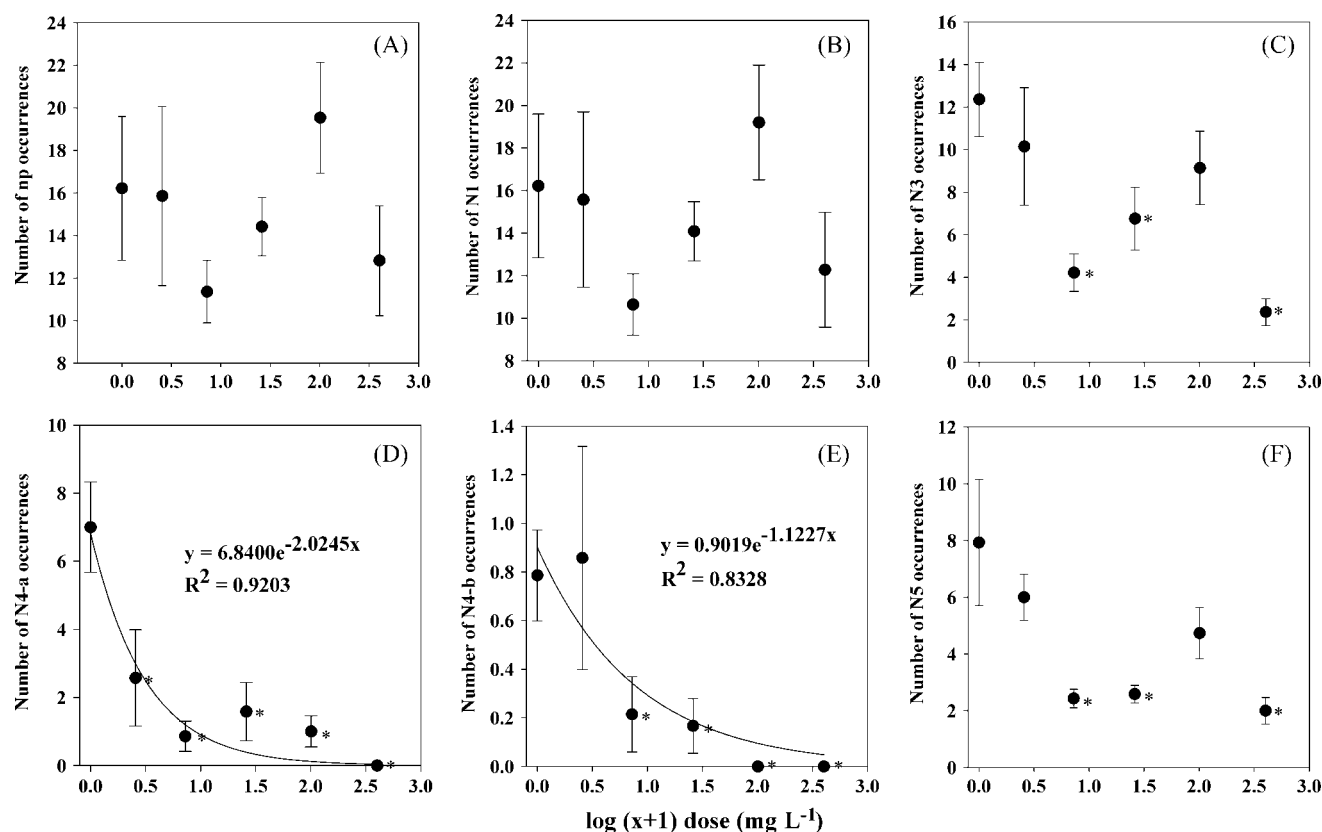 (A)
Number of np occurrences
24
22
20
18
16
14
12
10
8
0.0 0.5 1.0 1.5 2.0 2.5 3.0
(B)
Number of N1 occurrrences
24
22
20
18
16
14
12
10
8
0.0 0.5 1.0 1.5 2.0 2.5 3.0
(C)
Number of N3 occurrences
16
14
12
10
8
6
4
2
0
* * *
0.0 0.5 1.0 1.5 2.0 2.5 3.0
(D)
Number of N4-a occurrences
10
8
6
4
2
0
y = 6.8400e^-2.0245x
R^2 = 0.9203
* * * * *
0.0 0.5 1.0 1.5 2.0 2.5 3.0
(E)
Number of N4-b occurrences
1.4
1.2
1.0
0.8
0.6
0.4
0.2
0.0
y = 0.9019e^-1.1227x
R^2 = 0.8328
* * * *
0.0 0.5 1.0 1.5 2.0 2.5 3.0
(F)
Number of N5 occurrences
12
10
8
6
4
2
0
* * *
0.0 0.5 1.0 1.5 2.0 2.5 3.0
log (x+1) dose (mg L^-1)